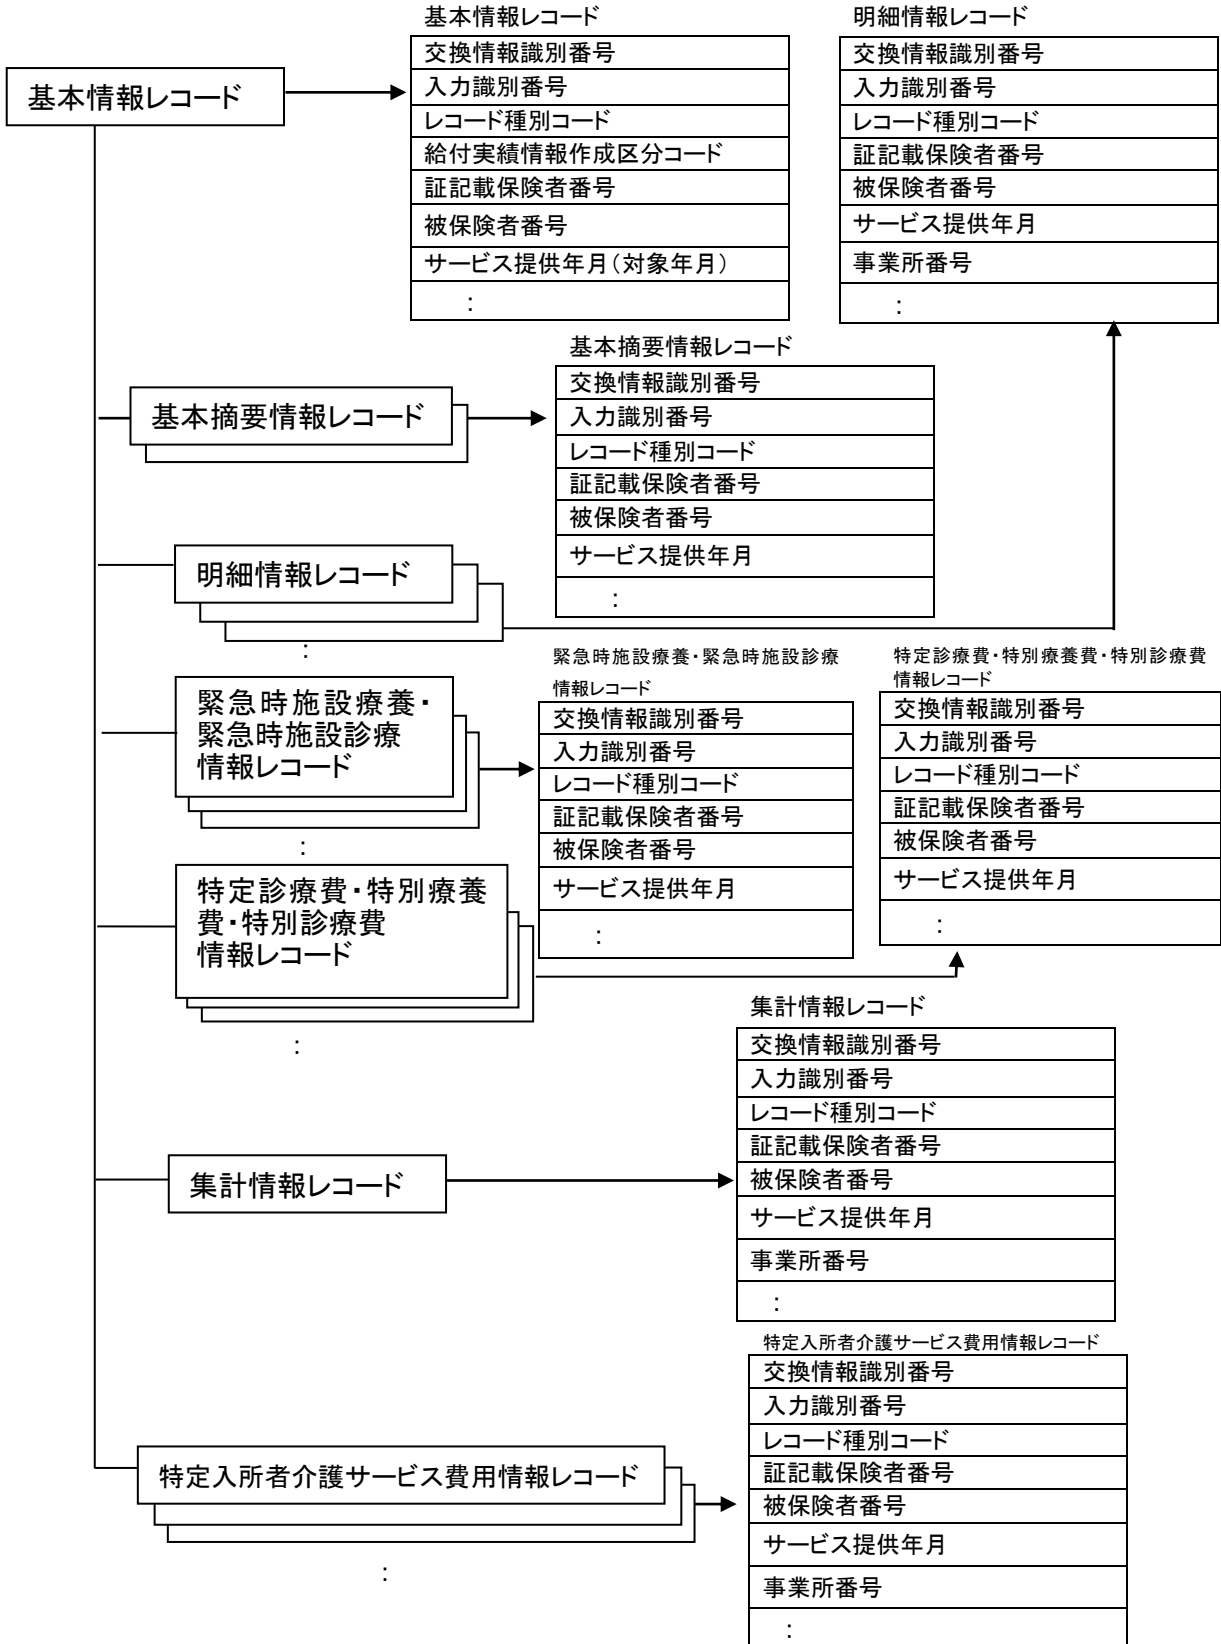 基本情報レコード
基本情報レコード
交換情報識別番号
入力識別番号
レコード種別コード
給付実績情報作成区分コード
証記載保険者番号
被保険者番号
サービス提供年月(対象年月)
:
明細情報レコード
交換情報識別番号
入力識別番号
レコード種別コード
証記載保険者番号
被保険者番号
サービス提供年月
事業所番号
:
基本摘要情報レコード
基本摘要情報レコード
交換情報識別番号
入力識別番号
レコード種別コード
証記載保険者番号
被保険者番号
サービス提供年月
:
明細情報レコード
:
緊急時施設療養・
緊急時施設診療
情報レコード
:
緊急時施設療養・緊急時施設診療
情報レコード
交換情報識別番号
入力識別番号
レコード種別コード
証記載保険者番号
被保険者番号
サービス提供年月
:
特定診療費・特別療養費・特別診療費
情報レコード
交換情報識別番号
入力識別番号
レコード種別コード
証記載保険者番号
被保険者番号
サービス提供年月
:
特定診療費・特別療養
費・特別診療費
情報レコード
:
集計情報レコード
集計情報レコード
交換情報識別番号
入力識別番号
レコード種別コード
証記載保険者番号
被保険者番号
サービス提供年月
事業所番号
:
特定入所者介護サービス費用情報レコード
:
特定入所者介護サービス費用情報レコード
交換情報識別番号
入力識別番号
レコード種別コード
証記載保険者番号
被保険者番号
サービス提供年月
事業所番号
: